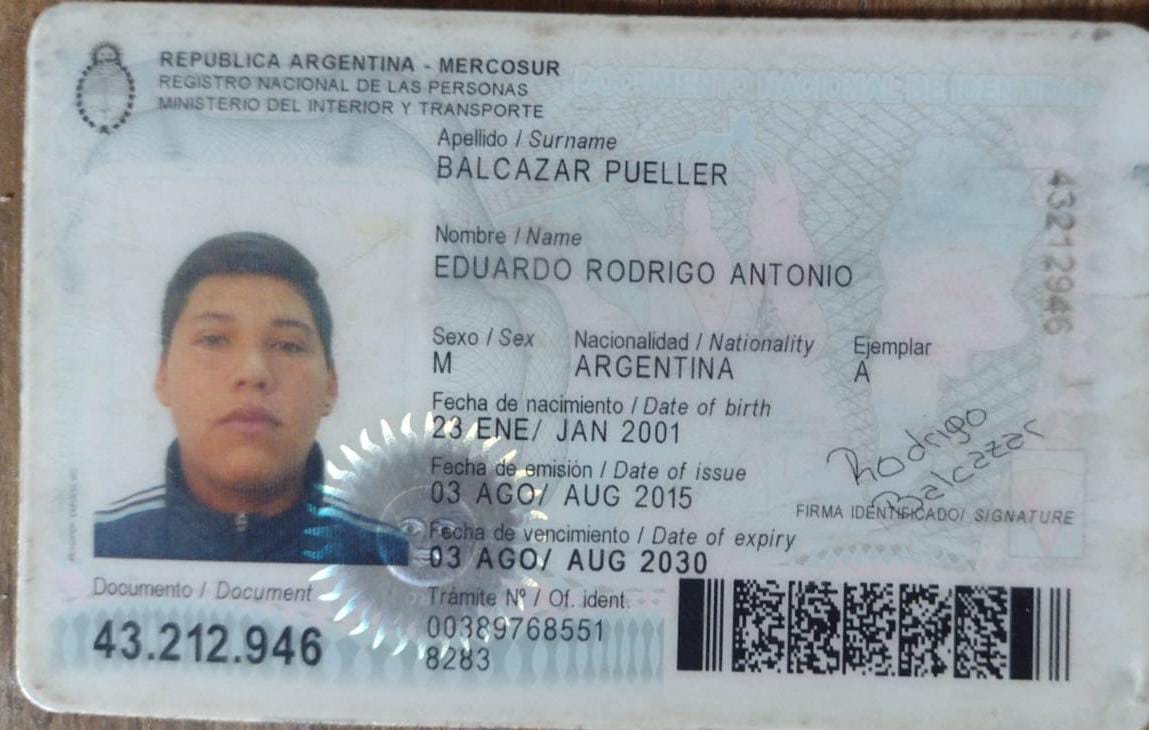 REPÚBLICA ARGENTINA - MERCOSUR
REGISTRO NACIONAL DE LAS PERSONAS
MINISTERIO DEL INTERIOR Y TRANSPORTE
Apellido / Surname
BALCAZAR PUELLER
Nombre / Name
EDUARDO RODRIGO ANTONIO
Sexo / Sex Nacionalidad / Nationality Ejemplar
M ARGENTINA A
Fecha de nacimiento / Date of birth
23 ENE/ JAN 2001
Fecha de emisión / Date of issue
03 AGO/ AUG 2015
Rodrigo
Balcazar
FIRMA IDENTIFICADO/ SIGNATURE
Fecha de vencimiento / Date of expiry
03 AGO/ AUG 2030
Documento / Document
43.212.946
Trámite Nº / Of. ident.
00389768551
8283
43212946
DOCUMENTO NACIONAL DE IDENTIDAD